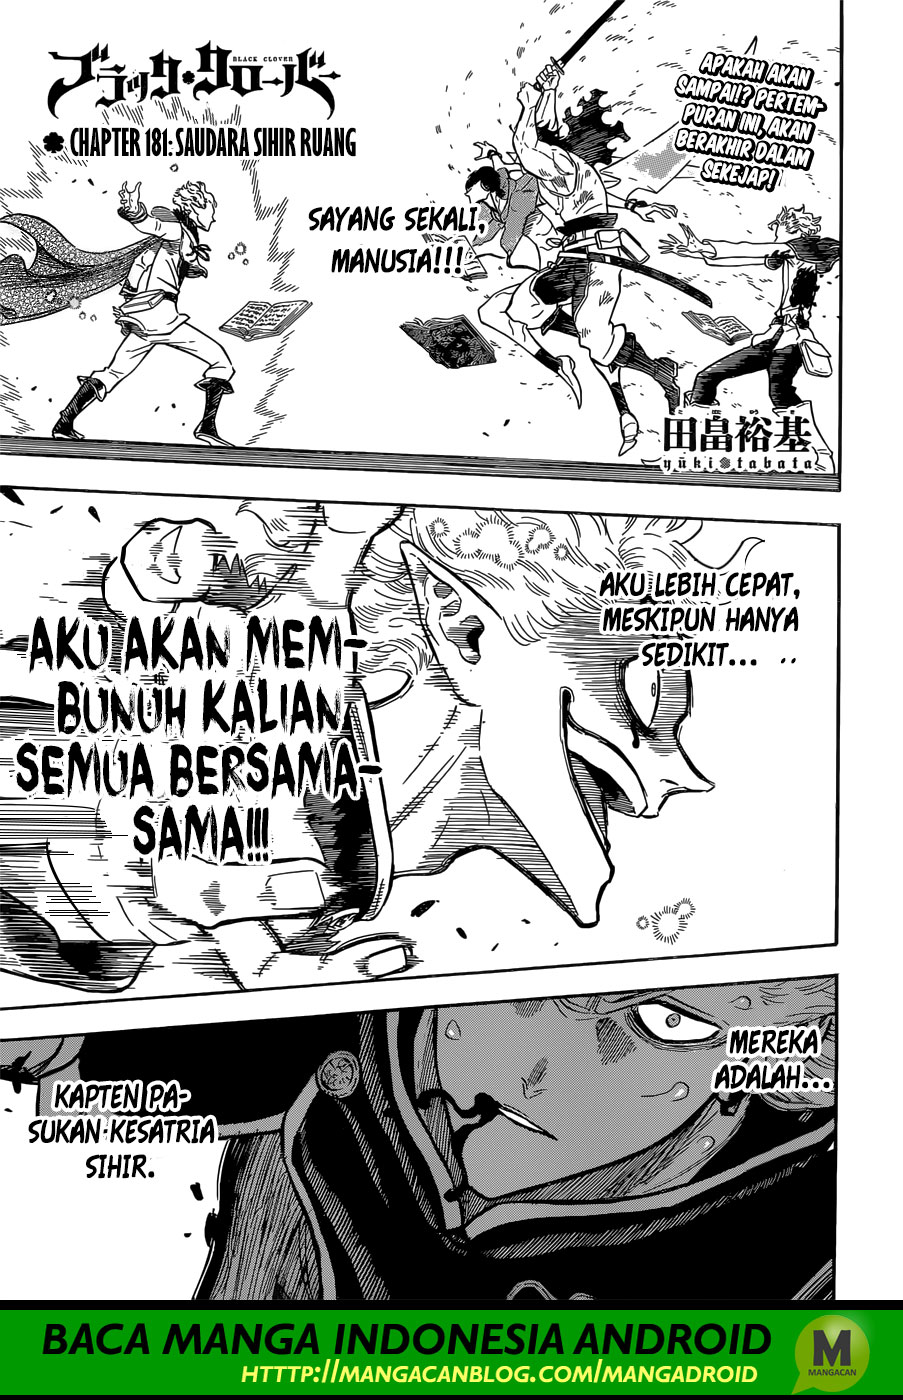 ブラック・クローバー
BLACK CLOVER
CHAPTER 181: SAUDARA SIHIR RUANG
APAKAH AKAN
SAMPAI!? PERTEM-
PURAN INI, AKAN
BERAKHIR DALAM
SEKEJAP!
SAYANG SEKALI,
MANUSIA!!!
田畠裕基
yūki tabata
AKU LEBIH CEPAT,
MESKIPUN HANYA
SEDIKIT... ..
AKU AKAN MEM-
BUNUH KALIAN
SEMUA BERSAMA-
SAMA!!!
MEREKA
ADALAH...
KAPTEN PA-
SUKAN KESATRIA
SIHIR.
BACA MANGA INDONESIA ANDROID
HTTTP://MANGACANBLOG.COM/MANGADROID
M
MANGACAN